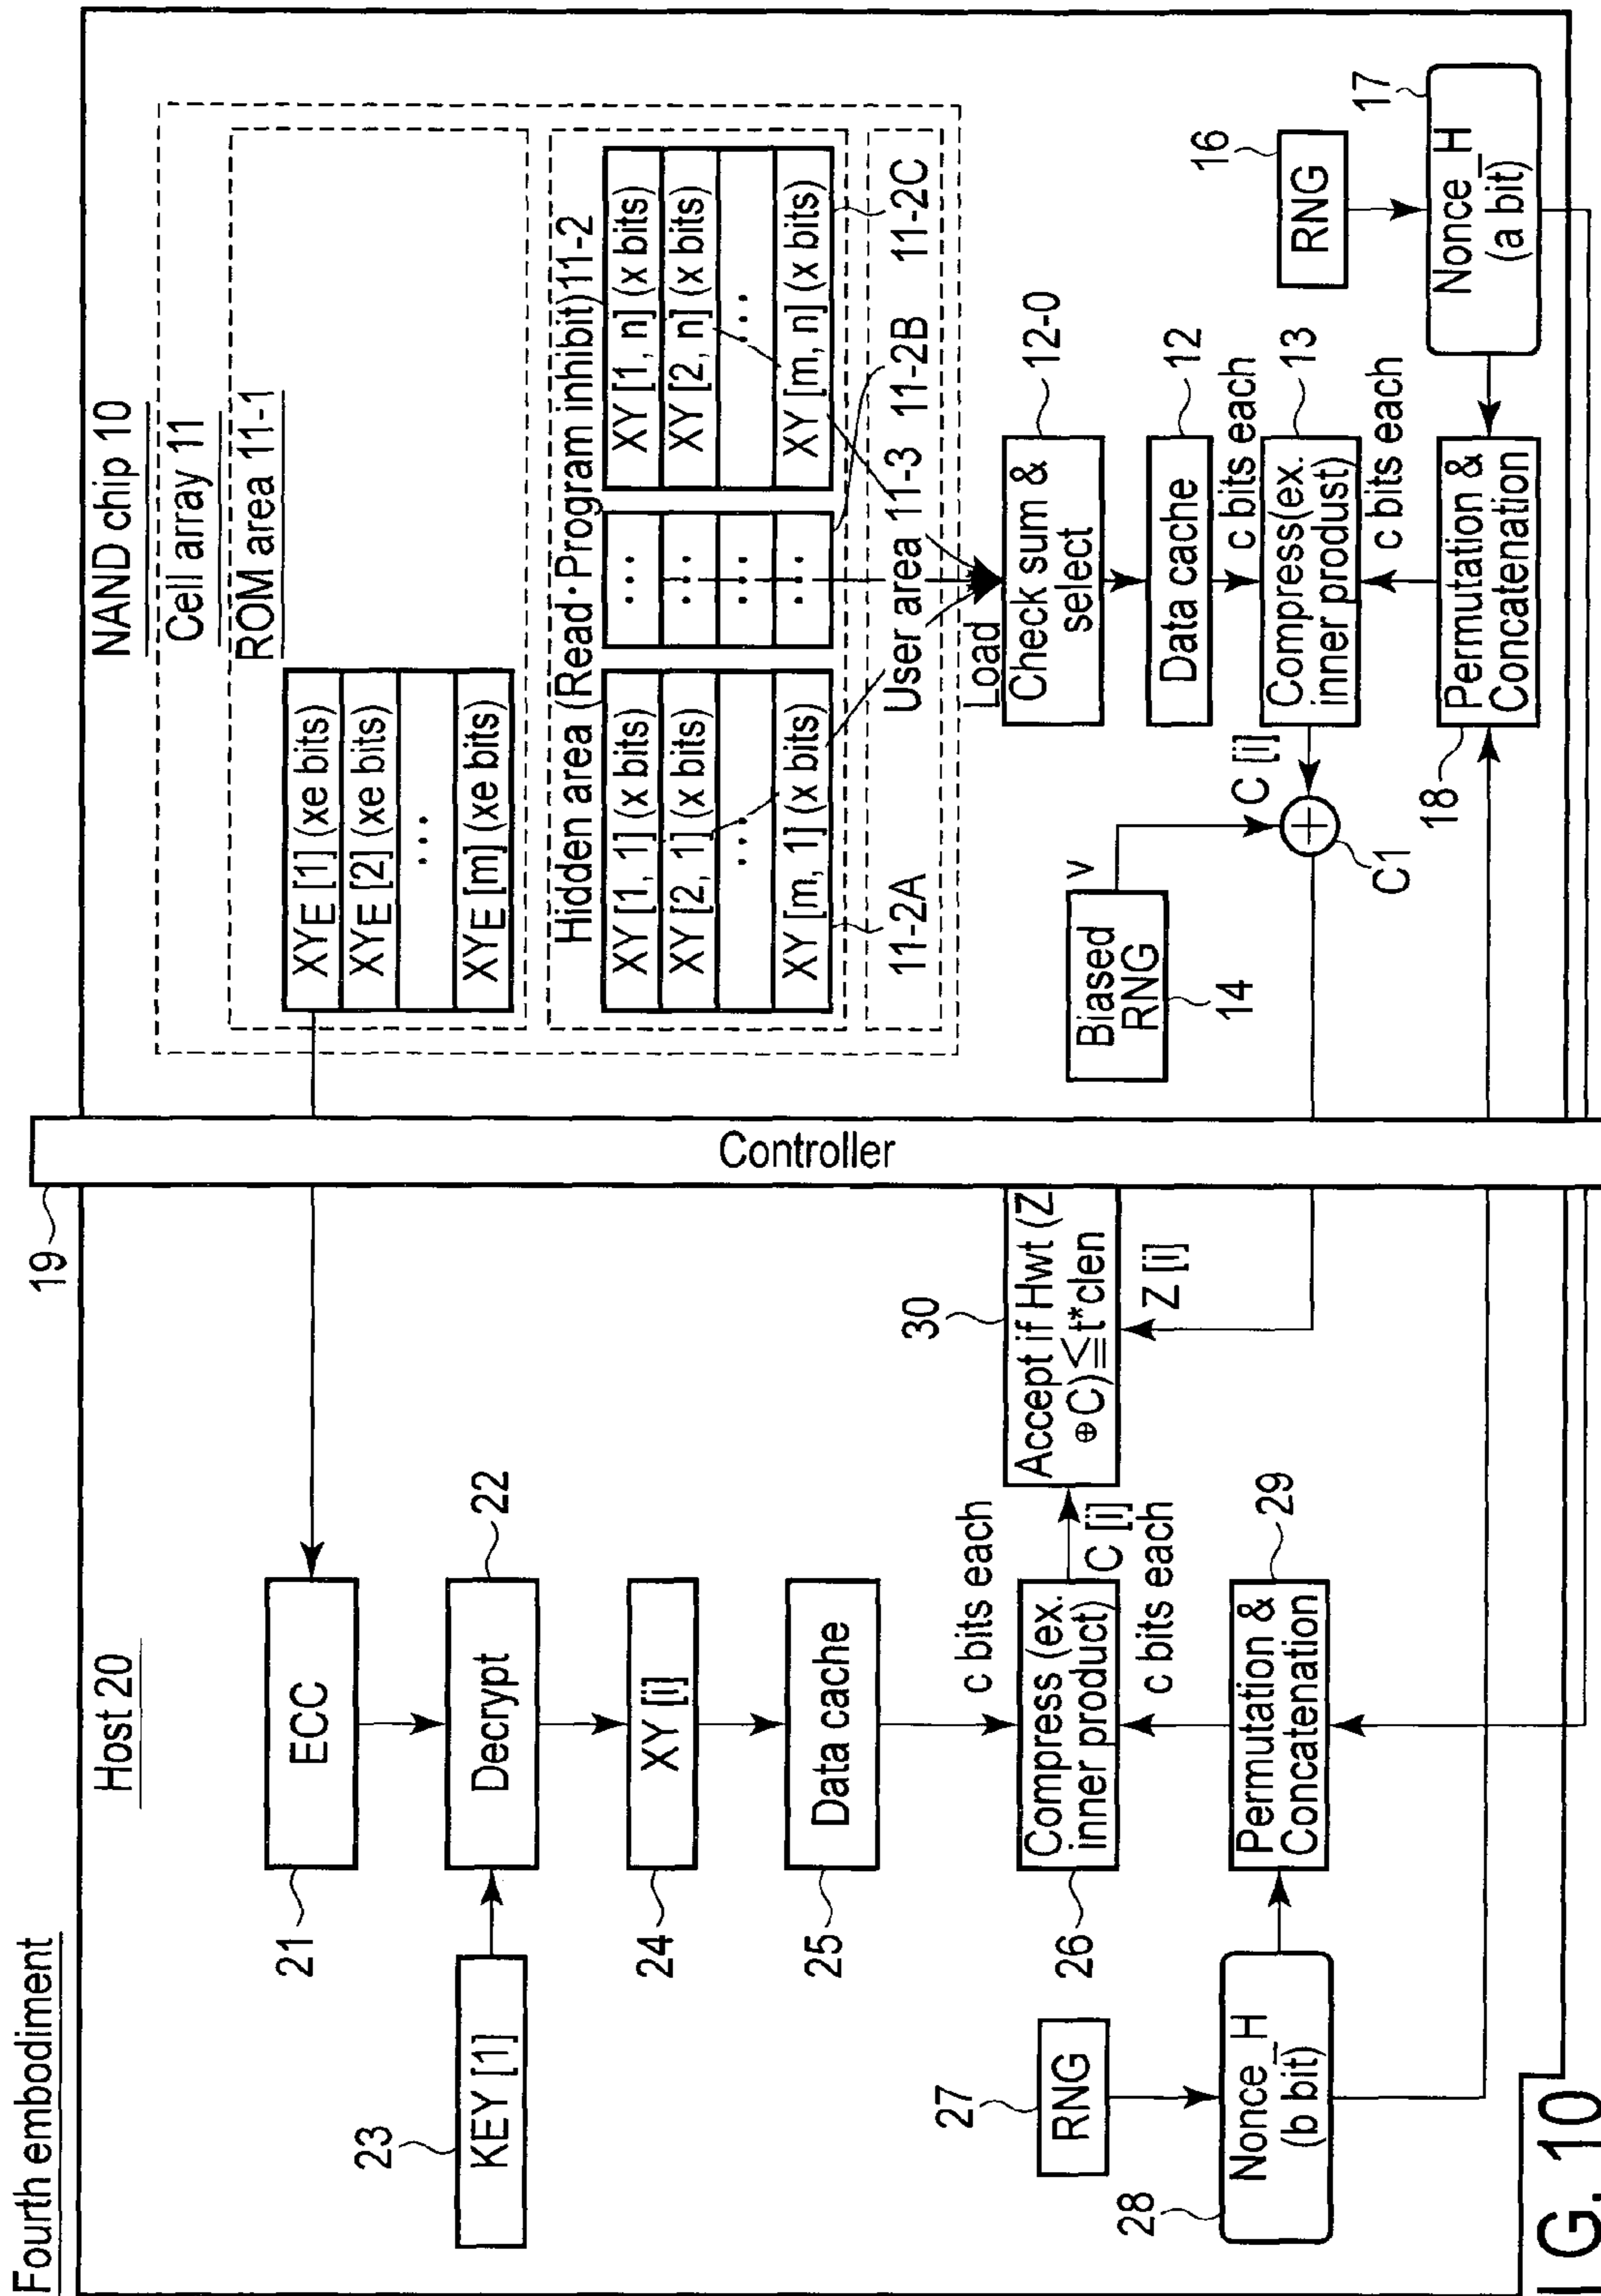 Fourth embodiment
Host 20
ECC
21
Decrypt
22
KEY [1]
23
XY [i]
24
Data cache
25
c bits each
Compress (ex.
inner product)
26
C [i]
c bits each
Permutation &
Concatenation
29
RNG
27
Nonce_H
(b bit)
28
Accept if Hwt (Z
⊕C)≦t*clen
30
Z [i]
Controller
19
NAND chip 10
Cell array 11
ROM area 11-1
XYE [1] (xe bits)
XYE [2] (xe bits)
...
XYE [m] (xe bits)
Hidden area (Read·Program inhibit) 11-2
XY [1, 1] (x bits)
XY [2, 1] (x bits)
...
XY [m, 1] (x bits)
...
...
...
...
XY [1, n] (x bits)
XY [2, n] (x bits)
...
XY [m, n] (x bits)
11-2A
User area 11-3
11-2B
11-2C
Load
Check sum &
select
12-0
Data cache
12
c bits each
Compress(ex.
inner produst)
13
C [i]
c bits each
Biased
RNG
14
v
C1
Permutation &
Concatenation
18
RNG
16
Nonce_H
(a bit)
17
IG. 10